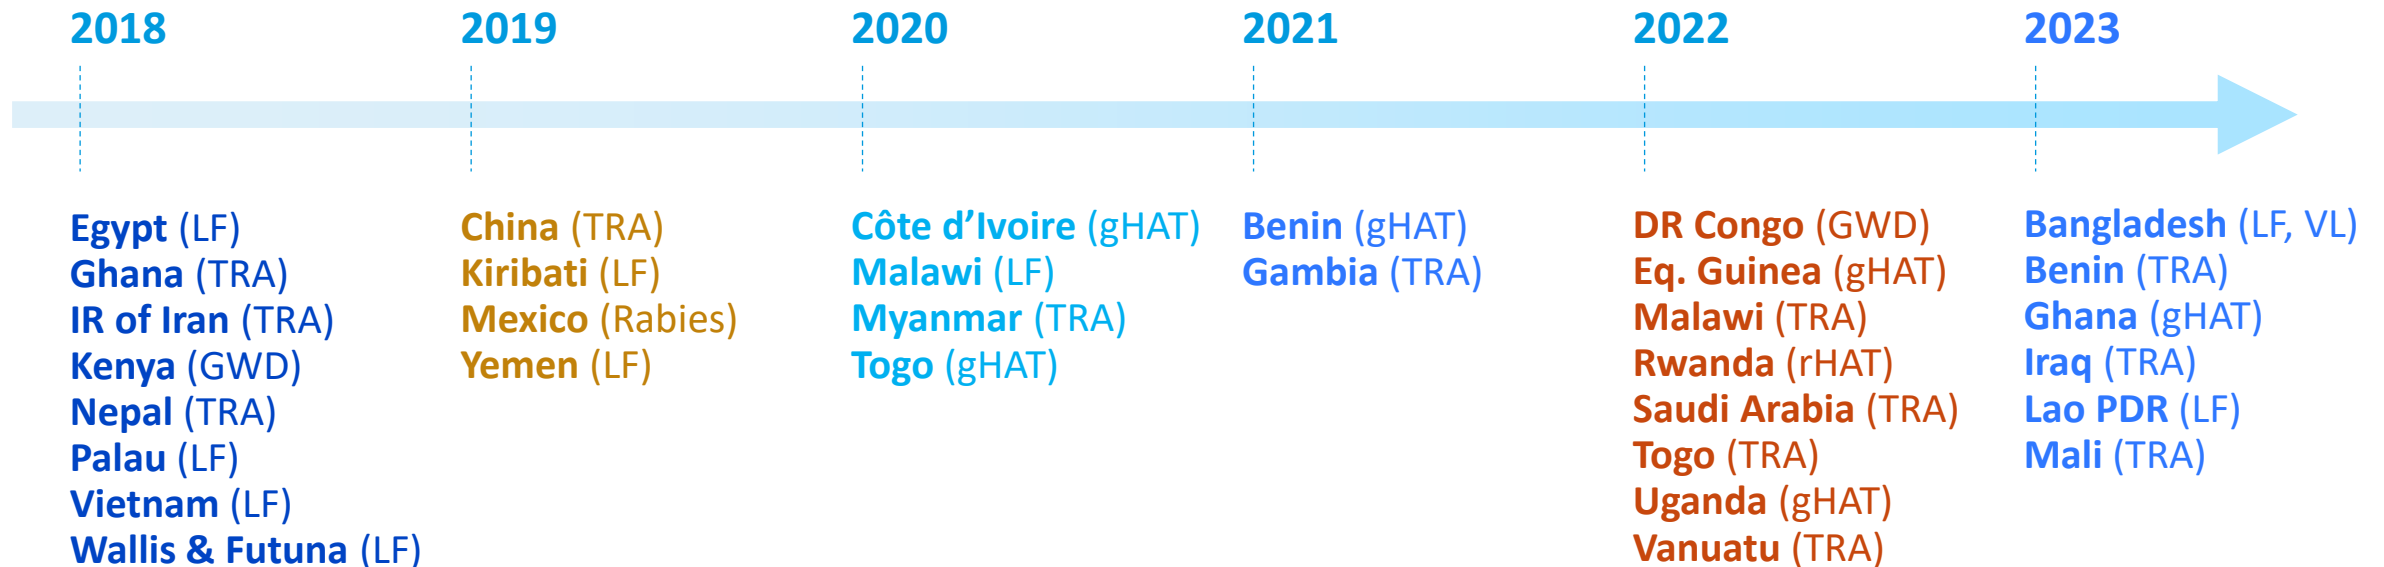 2018
Egypt (LF)
Ghana (TRA)
IR of Iran (TRA)
Kenya (GWD)
Nepal (TRA)
Palau (LF)
Vietnam (LF)
Wallis & Futuna (LF)
2019
China (TRA)
Kiribati (LF)
Mexico (Rabies)
Yemen (LF)
2020
Côte d’Ivoire (gHAT)
Malawi (LF)
Myanmar (TRA)
Togo (gHAT)
2021
Benin (gHAT)
Gambia (TRA)
2022
DR Congo (GWD)
Eq. Guinea (gHAT)
Malawi (TRA)
Rwanda (rHAT)
Saudi Arabia (TRA)
Togo (TRA)
Uganda (gHAT)
Vanuatu (TRA)
2023
Bangladesh (LF, VL)
Benin (TRA)
Ghana (gHAT)
Iraq (TRA)
Lao PDR (LF)
Mali (TRA)